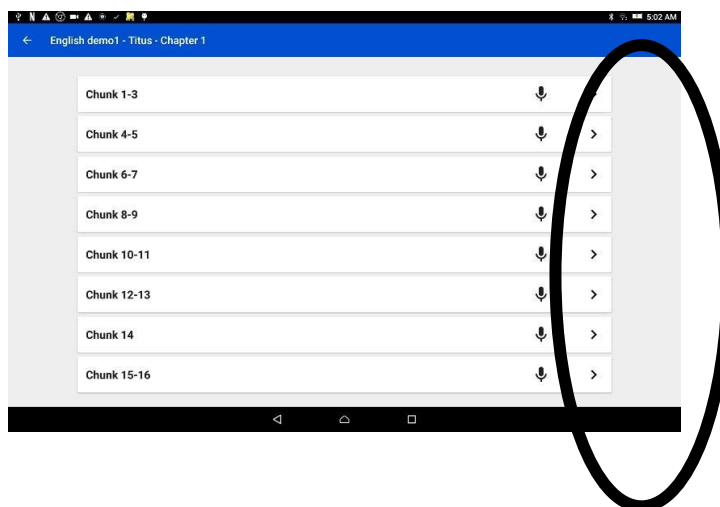 5:02 AM
English demo1 - Titus - Chapter 1
Chunk 1-3
Chunk 4-5
Chunk 6-7
Chunk 8-9
Chunk 10-11
Chunk 12-13
Chunk 14
Chunk 15-16